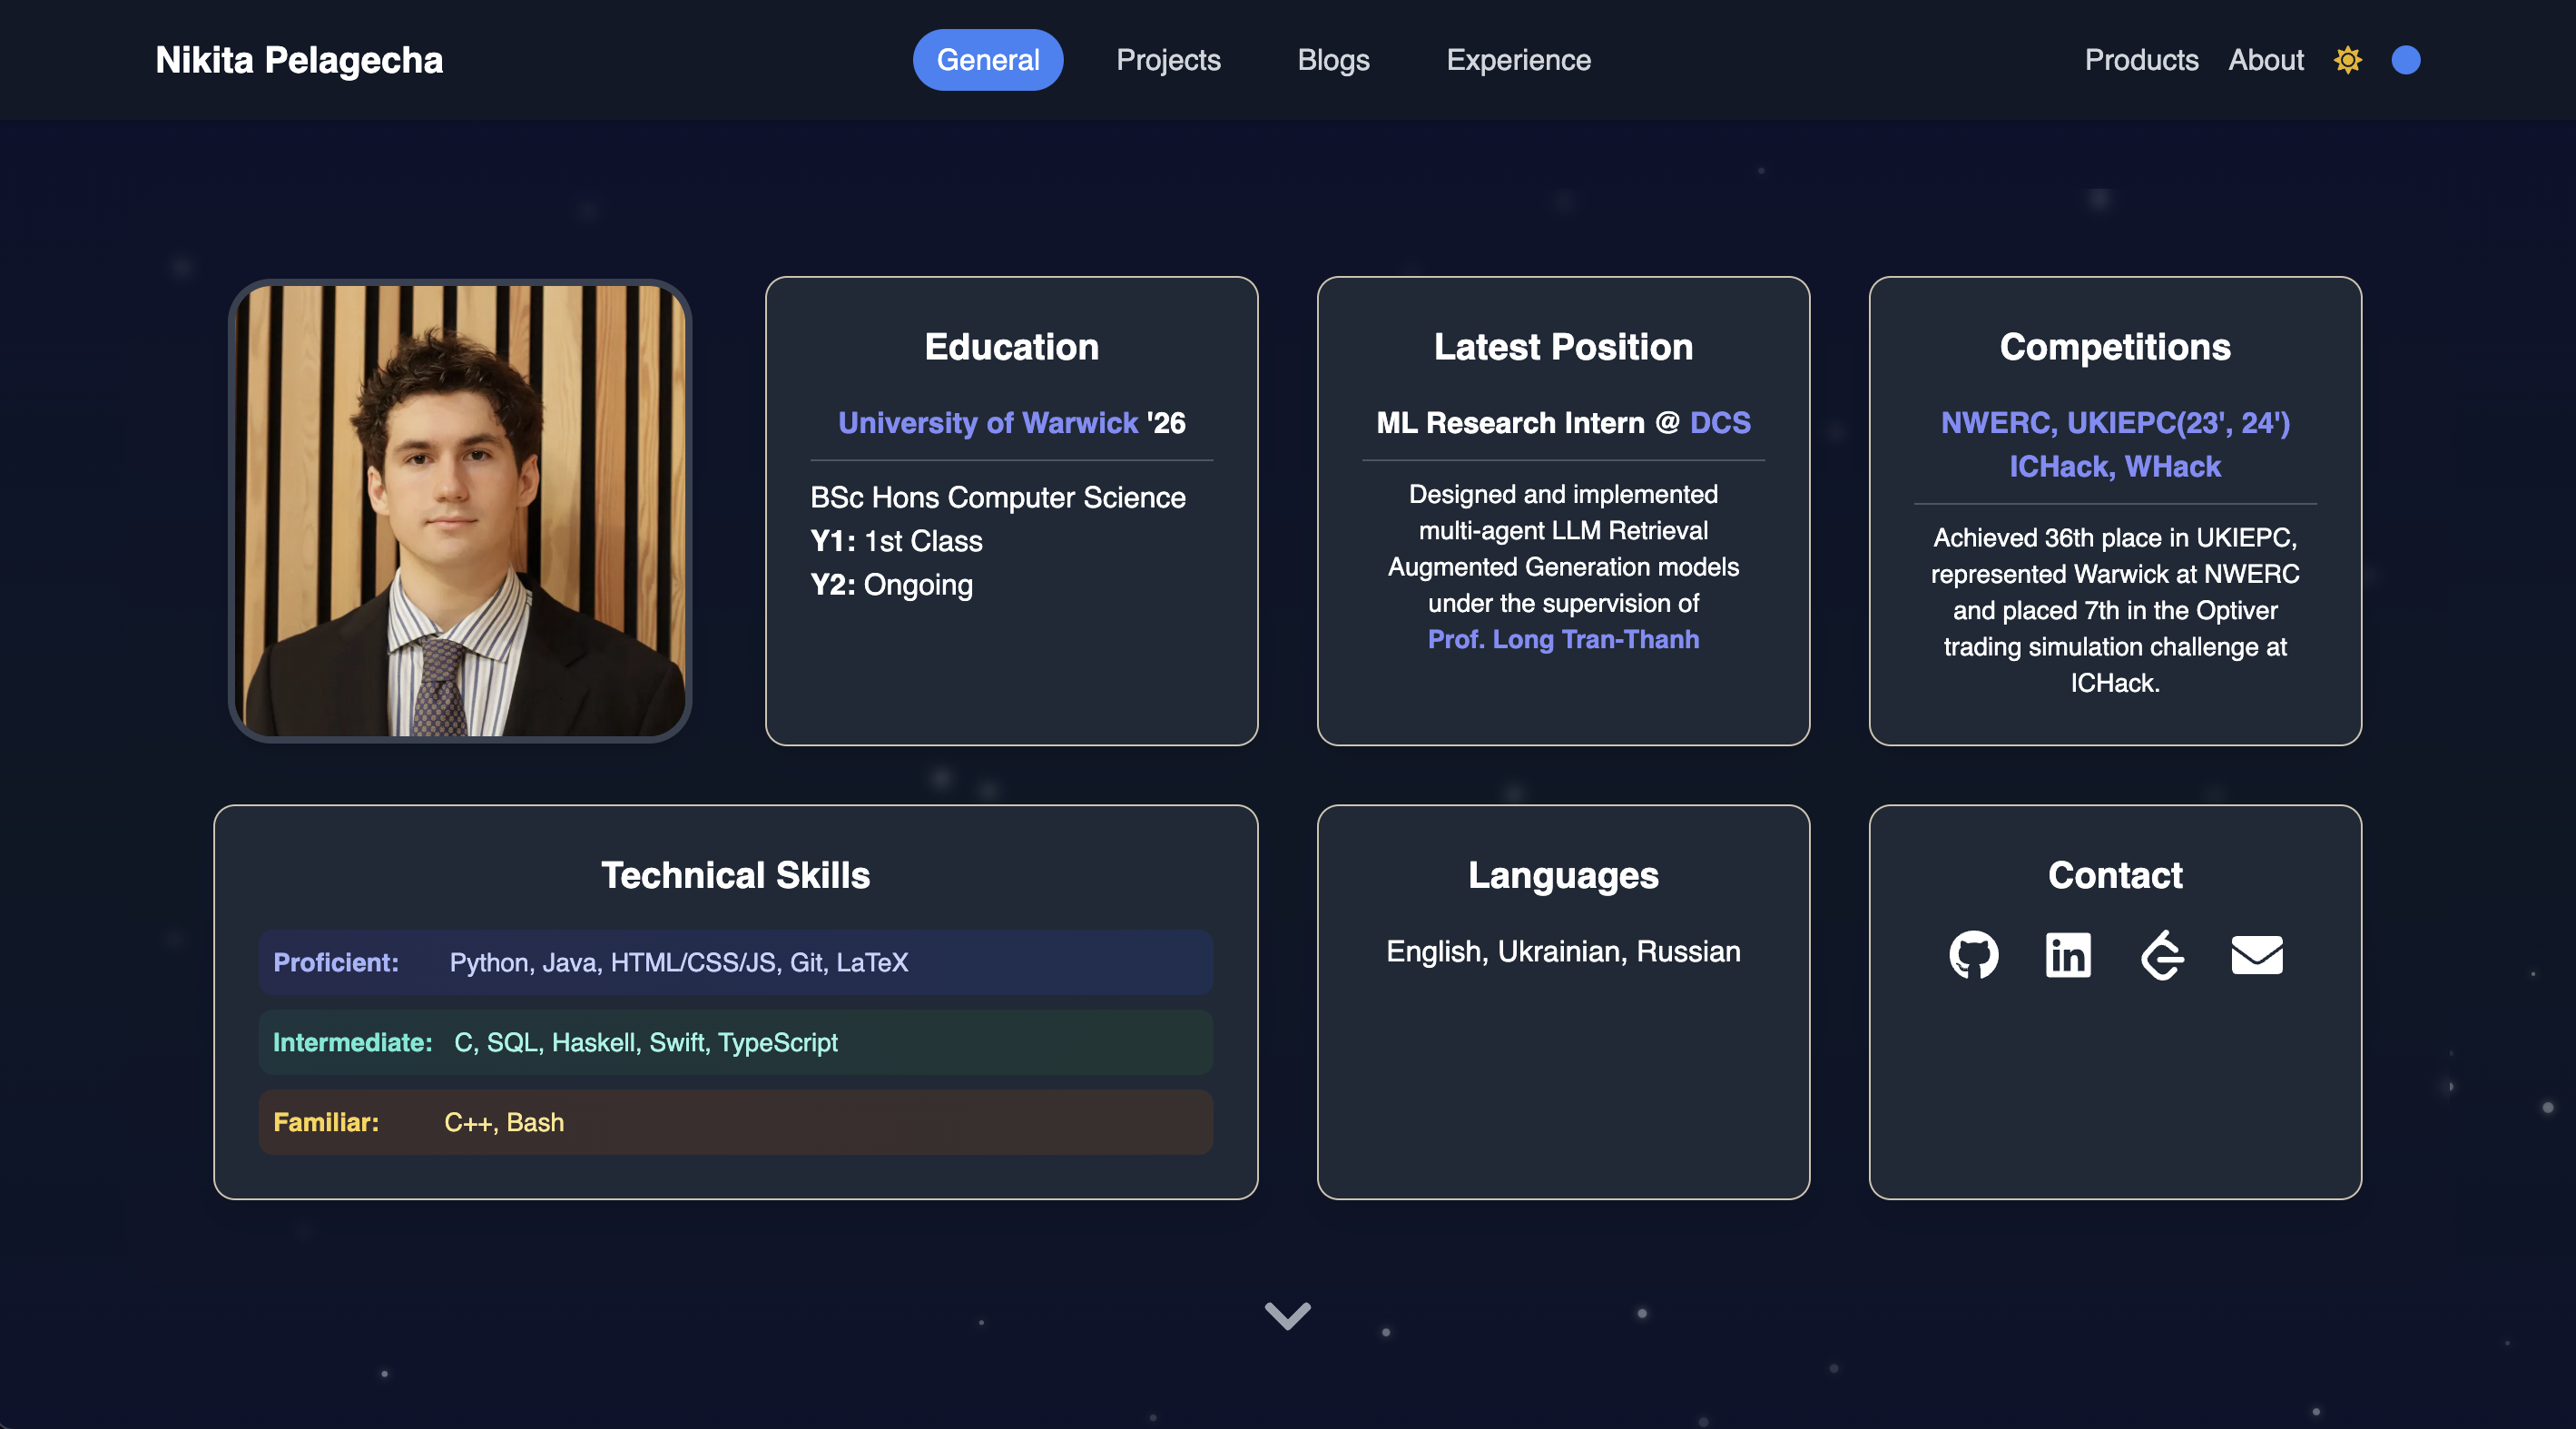 Nikita Pelagecha
General
Projects
Blogs
Experience
Products
About
Education
University of Warwick '26
BSc Hons Computer Science
Y1: 1st Class
Y2: Ongoing
Latest Position
ML Research Intern @ DCS
Designed and implemented
multi-agent LLM Retrieval
Augmented Generation models
under the supervision of
Prof. Long Tran-Thanh
Competitions
NWERC, UKIEPC(23', 24')
ICHack, WHack
Achieved 36th place in UKIEPC,
represented Warwick at NWERC
and placed 7th in the Optiver
trading simulation challenge at
ICHack.
Technical Skills
Proficient: Python, Java, HTML/CSS/JS, Git, LaTeX
Intermediate: C, SQL, Haskell, Swift, TypeScript
Familiar: C++, Bash
Languages
English, Ukrainian, Russian
Contact
in